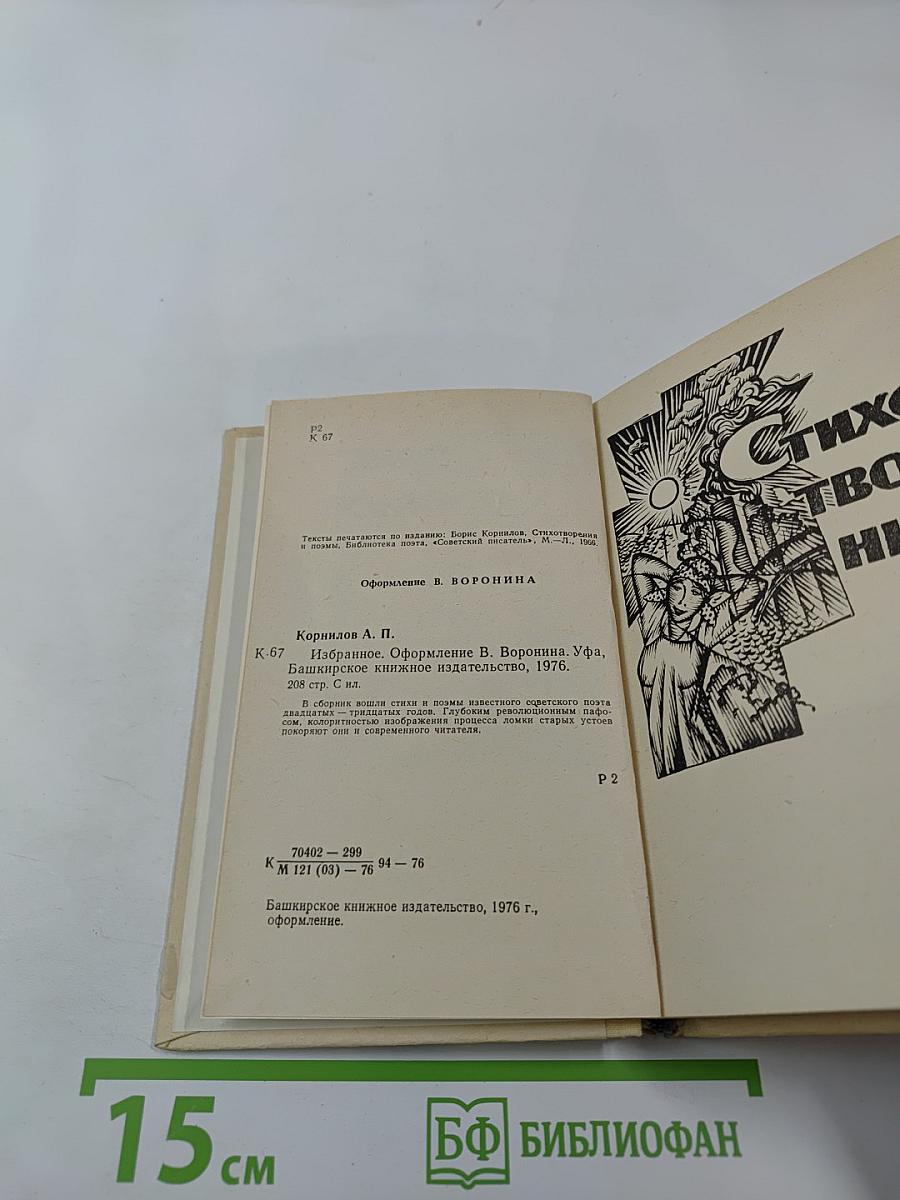 Р2
К 67
Тексты печатаются по изданию: Борис Корнилов, Стихотворения
и поэмы, Библиотека поэта, «Советский писатель», М.—Л., 1966.
Оформление В. ВОРОНИНА
Корнилов А. П.
К 67 Избранное. Оформление В. Воронина. Уфа,
Башкирское книжное издательство, 1976.
208 стр. С ил.
В сборник вошли стихи и поэмы известного советского поэта
двадцатых — тридцатых годов. Глубоким революционным пафо-
сом, колоритностью изображения процесса ломки старых устоев
покоряют они и современного читателя.
Р 2
К 70402 — 299
М 121 (03) — 76 94 — 76
Башкирское книжное издательство, 1976 г.,
оформление.
Стихо
тво
ни
15 см
БФ БИБЛИОФАН